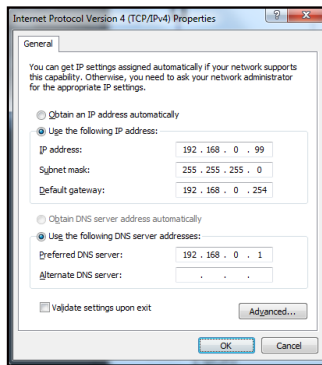 Internet Protocol Version 4 (TCP/IPv4) Properties
General
You can get IP settings assigned automatically if your network supports
this capability. Otherwise, you need to ask your network administrator
for the appropriate IP settings.
Obtain an IP address automatically
Use the following IP address:
IP address: 192 . 168 . 0 . 99
Subnet mask: 255 . 255 . 255 . 0
Default gateway: 192 . 168 . 0 . 254
Obtain DNS server address automatically
Use the following DNS server addresses:
Preferred DNS server: 192 . 168 . 0 . 1
Alternate DNS server: . . .
Validate settings upon exit
Advanced...
OK Cancel